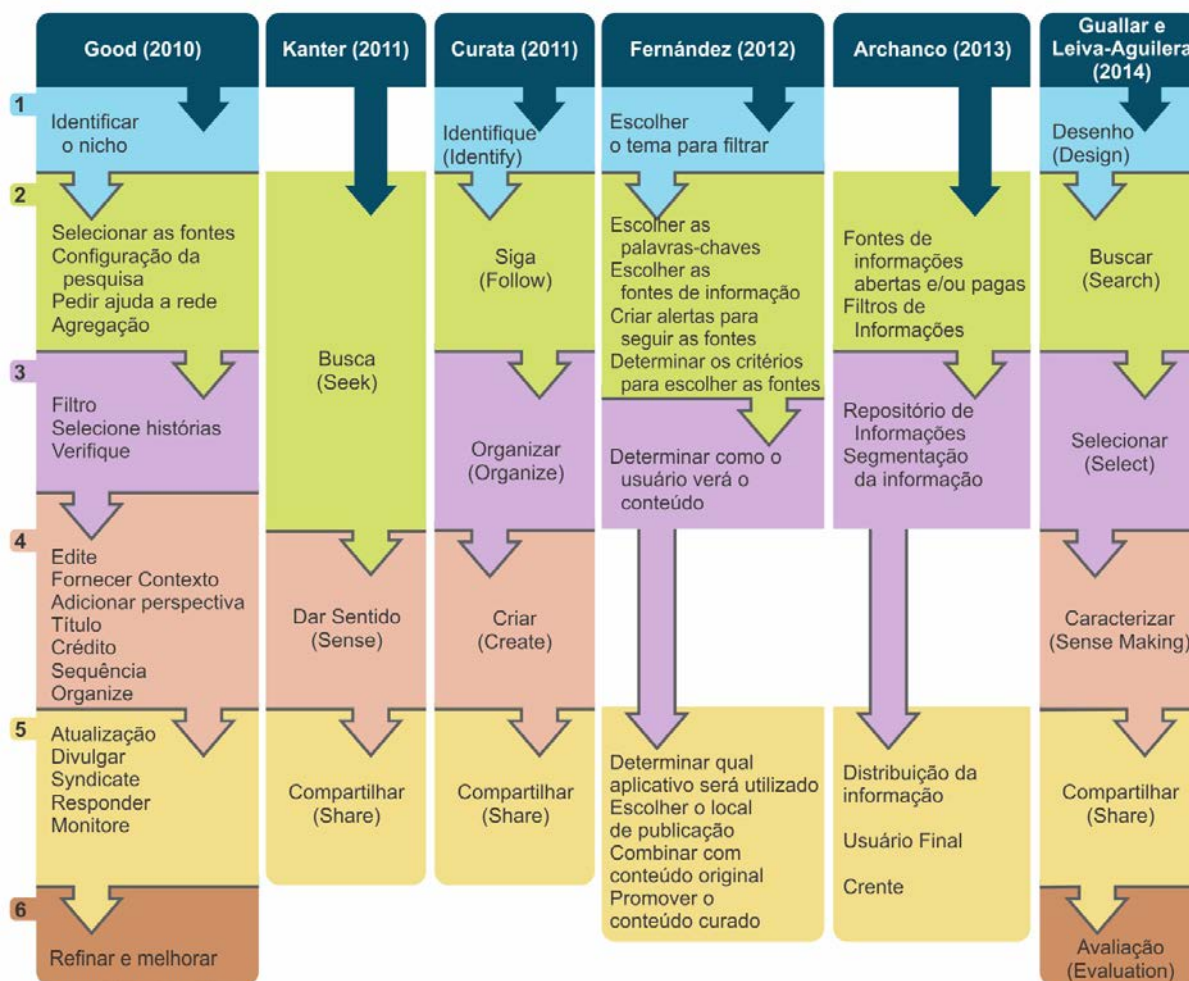 Good (2010)
1
Identificar
o nicho
2
Selecionar as fontes
Configuração da
pesquisa
Pedir ajuda a rede
Agregação
3
Filtro
Selecione histórias
Verifique
4
Edite
Fornecer Contexto
Adicionar perspectiva
Título
Crédito
Sequência
Organize
5
Atualização
Divulgar
Syndicate
Responder
Monitore
6
Refinar e melhorar
Kanter (2011)
Busca
(Seek)
Dar Sentido
(Sense)
Compartilhar
(Share)
Curata (2011)
Identifique
(Identify)
Siga
(Follow)
Organizar
(Organize)
Criar
(Create)
Compartilhar
(Share)
Fernández (2012)
Escolher
o tema para filtrar
Escolher as
palavras-chaves
Escolher as
fontes de informação
Criar alertas para
seguir as fontes
Determinar os critérios
para escolher as fontes
Determinar como o
usuário verá o
conteúdo
Determinar qual
aplicativo será utilizado
Escolher o local
de publicação
Combinar com
conteúdo original
Promover o
conteúdo curado
Archanco (2013)
Fontes de
informações
abertas e/ou pagas
Filtros de
Informações
Repositório de
Informações
Segmentação
da informação
Distribuição da
informação
Usuário Final
Crente
Guallar e
Leiva-Aguilera
(2014)
Desenho
(Design)
Buscar
(Search)
Selecionar
(Select)
Caracterizar
(Sense Making)
Compartilhar
(Share)
Avaliação
(Evaluation)